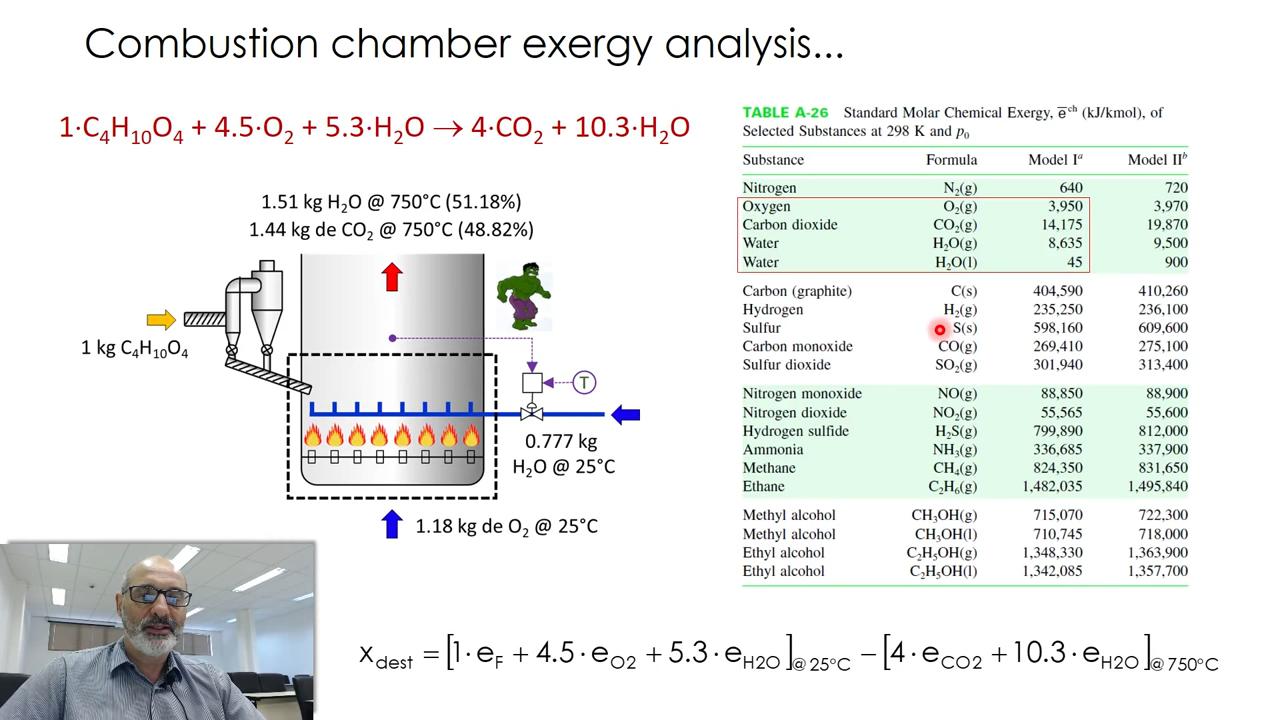 Combustion chamber exergy analysis...
1·C₄H₁₀O₄ + 4.5·O₂ + 5.3·H₂O → 4·CO₂ + 10.3·H₂O
1.51 kg H₂O @ 750°C (51.18%)
1.44 kg de CO₂ @ 750°C (48.82%)
1 kg C₄H₁₀O₄
T
0.777 kg
H₂O @ 25°C
1.18 kg de O₂ @ 25°C
TABLE A-26 Standard Molar Chemical Exergy, e̅ᶜʰ (kJ/kmol), of
Selected Substances at 298 K and p₀
Substance Formula Model Iᵃ Model IIᵇ
Nitrogen N₂(g) 640 720
Oxygen O₂(g) 3,950 3,970
Carbon dioxide CO₂(g) 14,175 19,870
Water H₂O(g) 8,635 9,500
Water H₂O(l) 45 900
Carbon (graphite) C(s) 404,590 410,260
Hydrogen H₂(g) 235,250 236,100
Sulfur S(s) 598,160 609,600
Carbon monoxide CO(g) 269,410 275,100
Sulfur dioxide SO₂(g) 301,940 313,400
Nitrogen monoxide NO(g) 88,850 88,900
Nitrogen dioxide NO₂(g) 55,565 55,600
Hydrogen sulfide H₂S(g) 799,890 812,000
Ammonia NH₃(g) 336,685 337,900
Methane CH₄(g) 824,350 831,650
Ethane C₂H₆(g) 1,482,035 1,495,840
Methyl alcohol CH₃OH(g) 715,070 722,300
Methyl alcohol CH₃OH(l) 710,745 718,000
Ethyl alcohol C₂H₅OH(g) 1,348,330 1,363,900
Ethyl alcohol C₂H₅OH(l) 1,342,085 1,357,700
x_dest = [1·e_F + 4.5·e_O2 + 5.3·e_H2O]_@ 25°C − [4·e_CO2 + 10.3·e_H2O]_@ 750°C